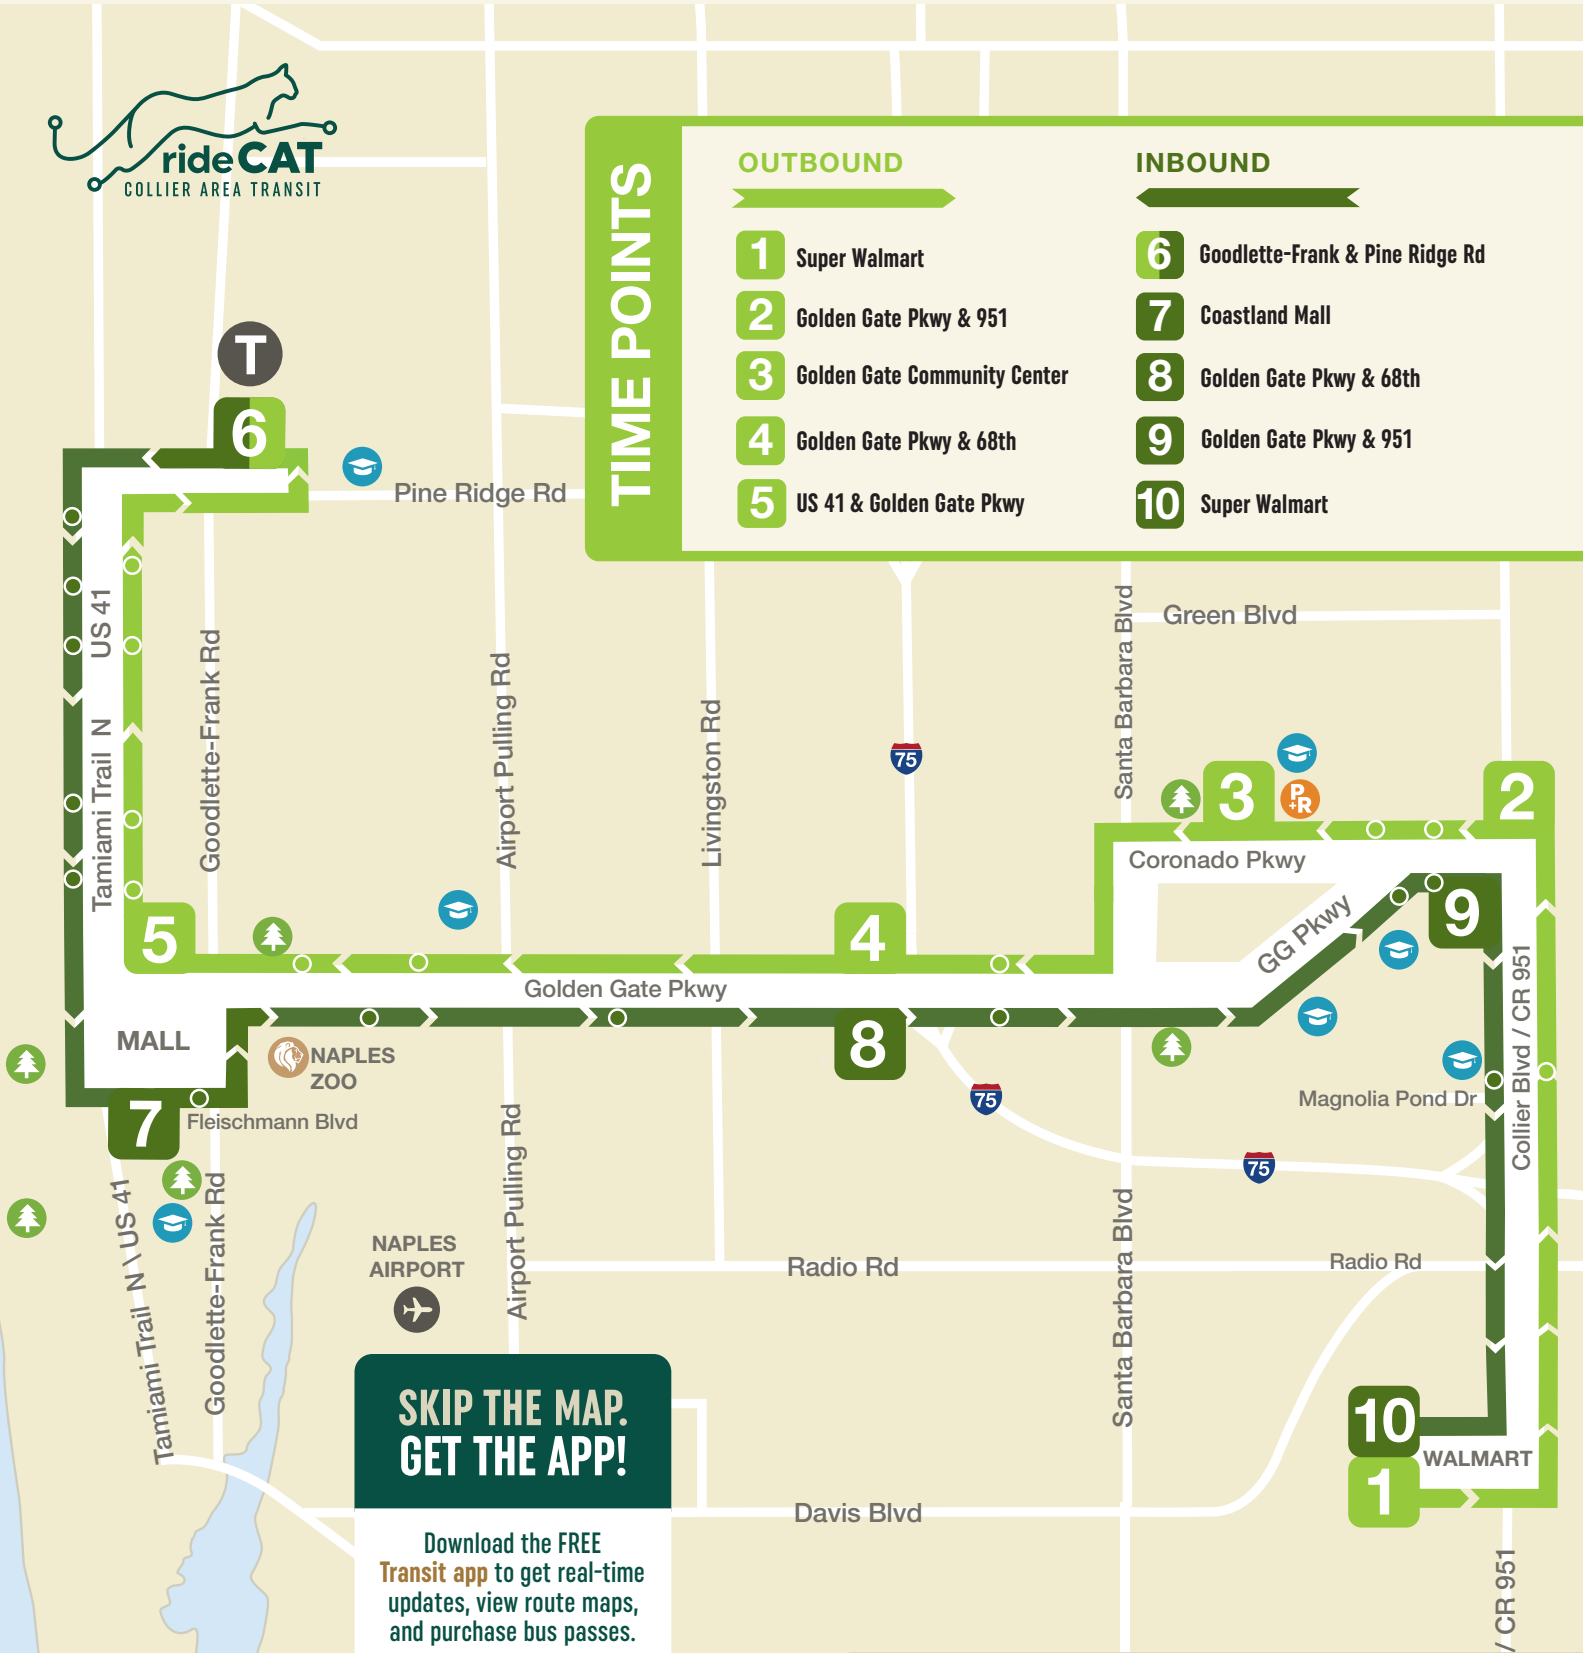 rideCAT
COLLIER AREA TRANSIT
TIME POINTS
OUTBOUND
1 Super Walmart
2 Golden Gate Pkwy & 951
3 Golden Gate Community Center
4 Golden Gate Pkwy & 68th
5 US 41 & Golden Gate Pkwy
INBOUND
6 Goodlette-Frank & Pine Ridge Rd
7 Coastland Mall
8 Golden Gate Pkwy & 68th
9 Golden Gate Pkwy & 951
10 Super Walmart
T
6
Pine Ridge Rd
US 41
Tamiami Trail N
Goodlette-Frank Rd
Airport Pulling Rd
Livingston Rd
75
Santa Barbara Blvd
Green Blvd
3
P+R
2
Coronado Pkwy
GG Pkwy
9
5
4
Golden Gate Pkwy
MALL
8
NAPLES
ZOO
7
Fleischmann Blvd
75
Magnolia Pond Dr
Collier Blvd / CR 951
75
Tamiami Trail N \ US 41
Goodlette-Frank Rd
Airport Pulling Rd
NAPLES
AIRPORT
Radio Rd
Santa Barbara Blvd
Radio Rd
10
WALMART
1
Davis Blvd
/ CR 951
SKIP THE MAP.
GET THE APP!
Download the FREE
Transit app to get real-time
updates, view route maps,
and purchase bus passes.